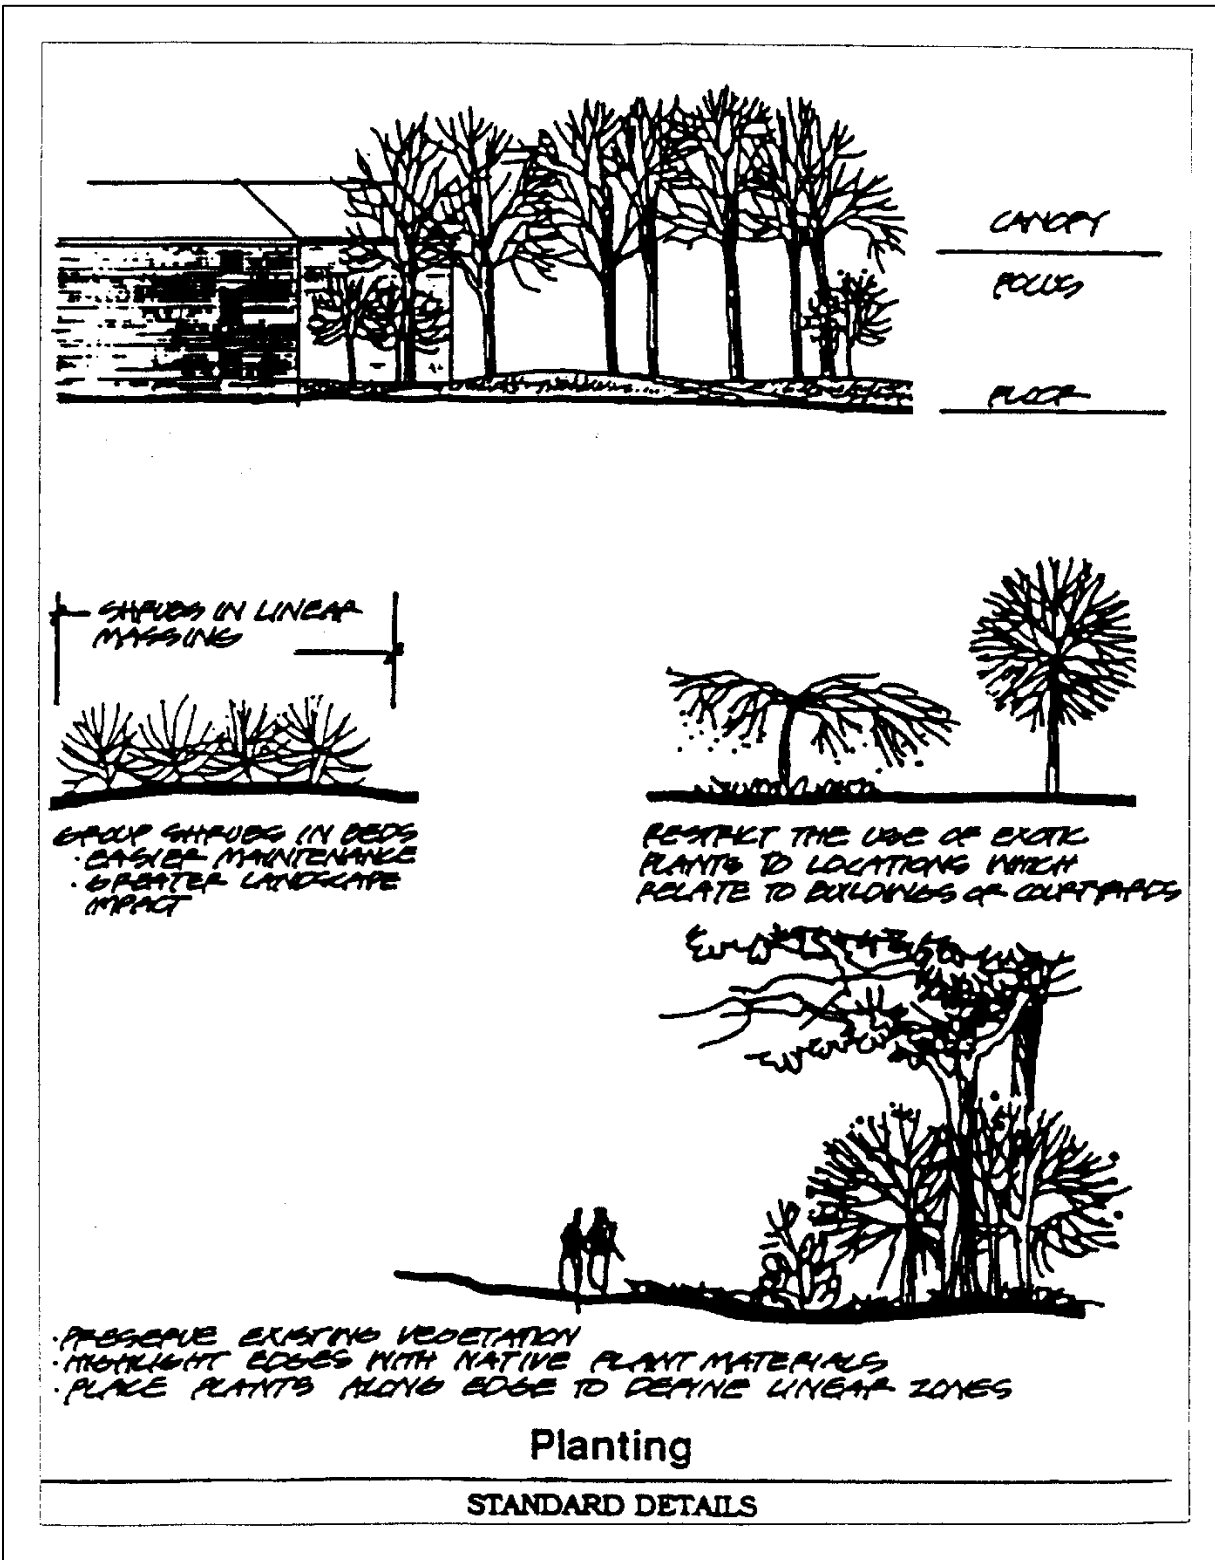 CANOPY
FOCUS
FLOOR
SHRUBS IN LINEAR
MASSING
GROUP SHRUBS IN BEDS
· EASIER MAINTENANCE
· GREATER LANDSCAPE
IMPACT
RESTRICT THE USE OF EXOTIC
PLANTS TO LOCATIONS WHICH
RELATE TO BUILDINGS OR COURTYARDS
· PRESERVE EXISTING VEGETATION
· HIGHLIGHT EDGES WITH NATIVE PLANT MATERIALS
· PLACE PLANTS ALONG EDGE TO DEFINE LINEAR ZONES
Planting
STANDARD DETAILS